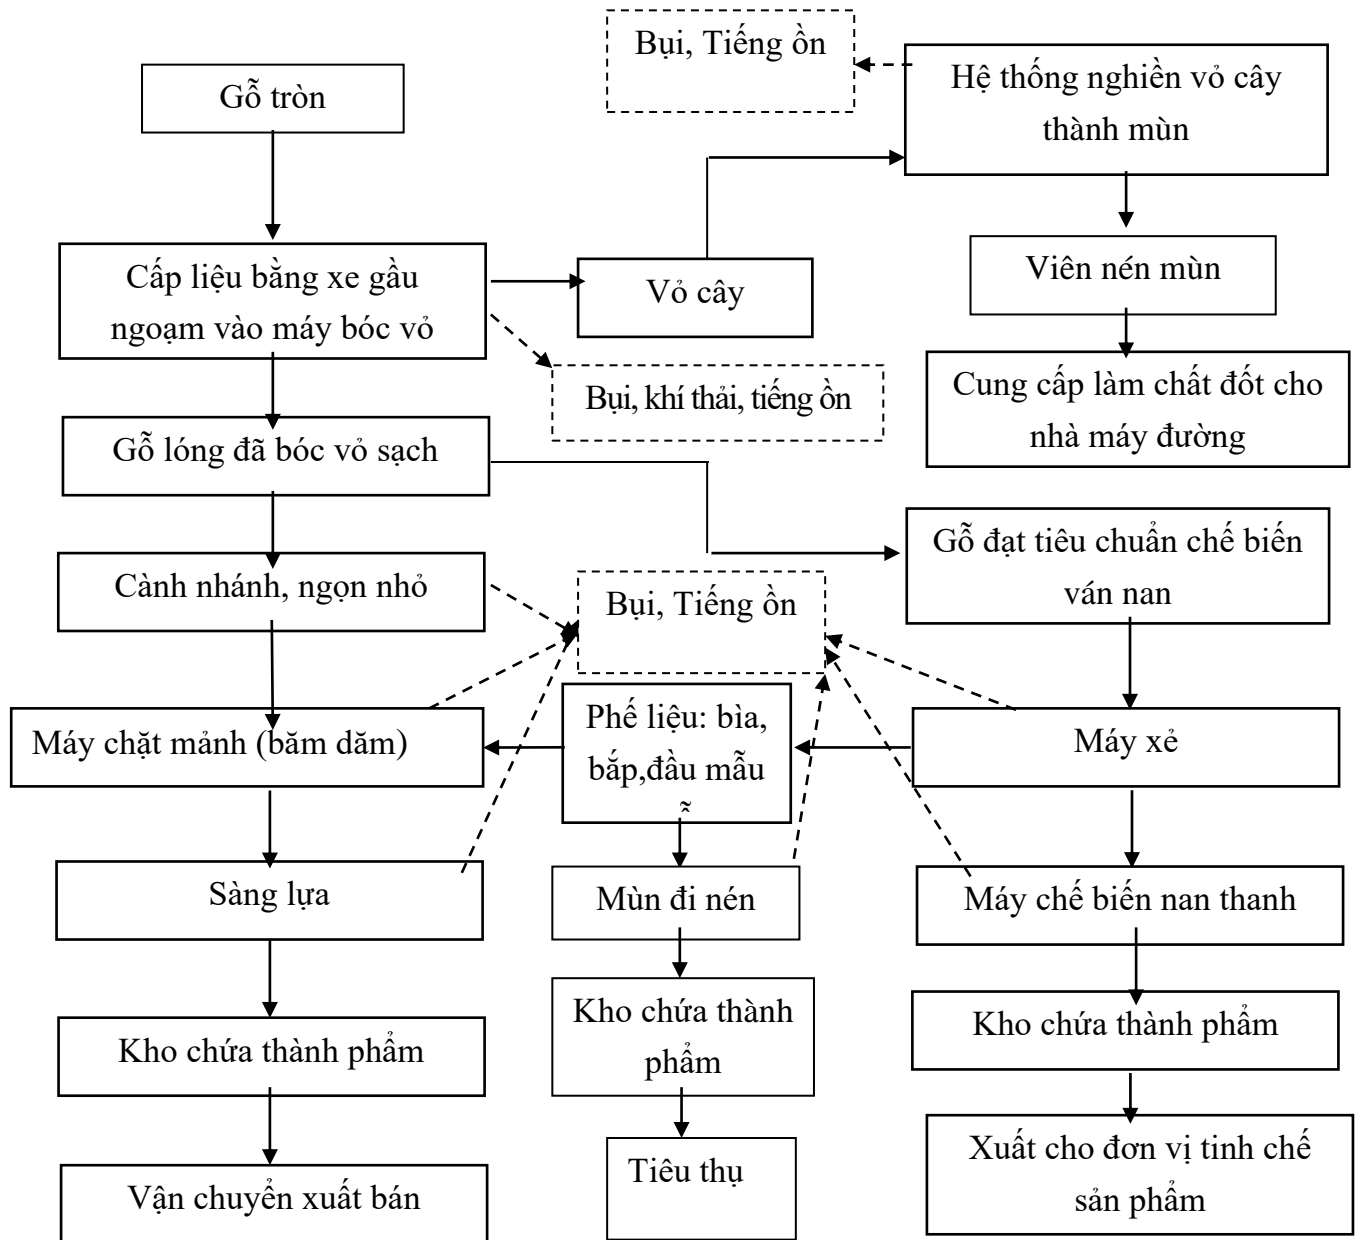 Bụi, Tiếng ồn
Hệ thống nghiền vỏ cây
thành mùn
Gỗ tròn
Cấp liệu bằng xe gầu
ngoạm vào máy bóc vỏ
Vỏ cây
Viên nén mùn
Bụi, khí thải, tiếng ồn
Cung cấp làm chất đốt cho
nhà máy đường
Gỗ lóng đã bóc vỏ sạch
Gỗ đạt tiêu chuẩn chế biến
ván nan
Cành nhánh, ngọn nhỏ
Bụi, Tiếng ồn
Máy chặt mảnh (băm dăm)
Phế liệu: bìa,
bắp,đầu mẫu
Máy xẻ
Sàng lựa
Mùn đi nén
Máy chế biến nan thanh
Kho chứa thành phẩm
Kho chứa thành
phẩm
Kho chứa thành phẩm
Vận chuyển xuất bán
Tiêu thụ
Xuất cho đơn vị tinh chế
sản phẩm